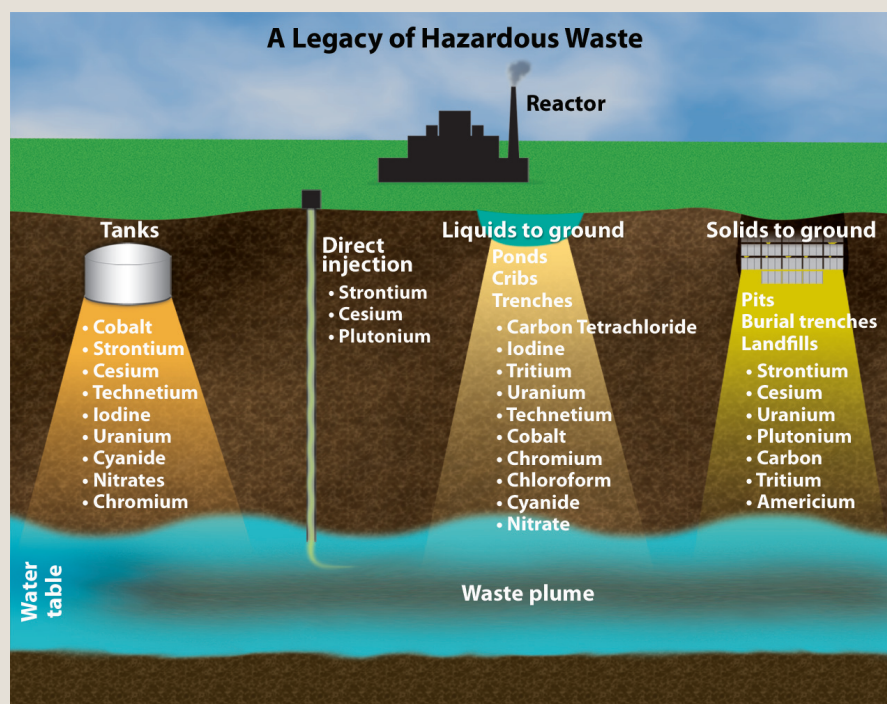 A Legacy of Hazardous Waste
Reactor
Tanks
• Cobalt
• Strontium
• Cesium
• Technetium
• Iodine
• Uranium
• Cyanide
• Nitrates
• Chromium
Direct
injection
• Strontium
• Cesium
• Plutonium
Liquids to ground
Ponds
Cribs
Trenches
• Carbon Tetrachloride
• Iodine
• Tritium
• Uranium
• Technetium
• Cobalt
• Chromium
• Chloroform
• Cyanide
• Nitrate
Solids to ground
Pits
Burial trenches
Landfills
• Strontium
• Cesium
• Uranium
• Plutonium
• Carbon
• Tritium
• Americium
Water
table
Waste plume